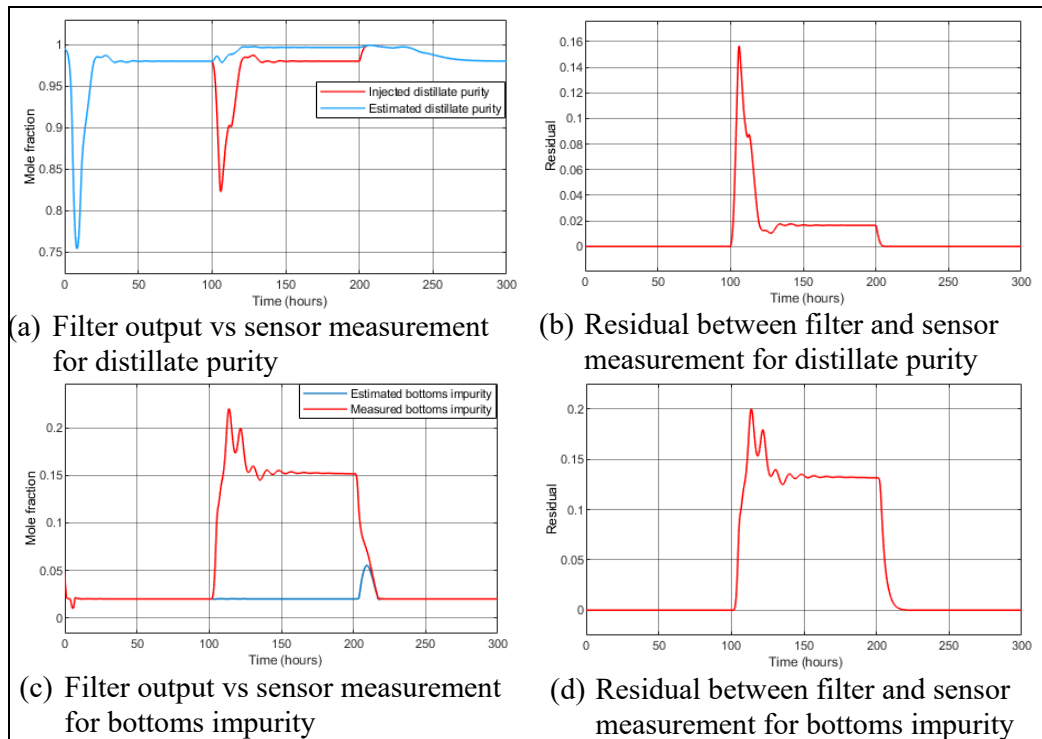 1
0.95
0.9
0.85
0.8
0.75
Mole fraction
Injected distillate purity
Estimated distillate purity
0 50 100 150 200 250 300
Time (hours)
(a) Filter output vs sensor measurement
for distillate purity
0.16
0.14
0.12
0.1
0.08
0.06
0.04
0.02
0
Residual
0 50 100 150 200 250 300
Time (hours)
(b) Residual between filter and sensor
measurement for distillate purity
0.2
0.15
0.1
0.05
0
Mole fraction
Estimated bottoms impurity
Measured bottoms impurity
0 50 100 150 200 250 300
Time (hours)
(c) Filter output vs sensor measurement
for bottoms impurity
0.2
0.15
0.1
0.05
0
Residual
0 50 100 150 200 250 300
Time (hours)
(d) Residual between filter and sensor
measurement for bottoms impurity